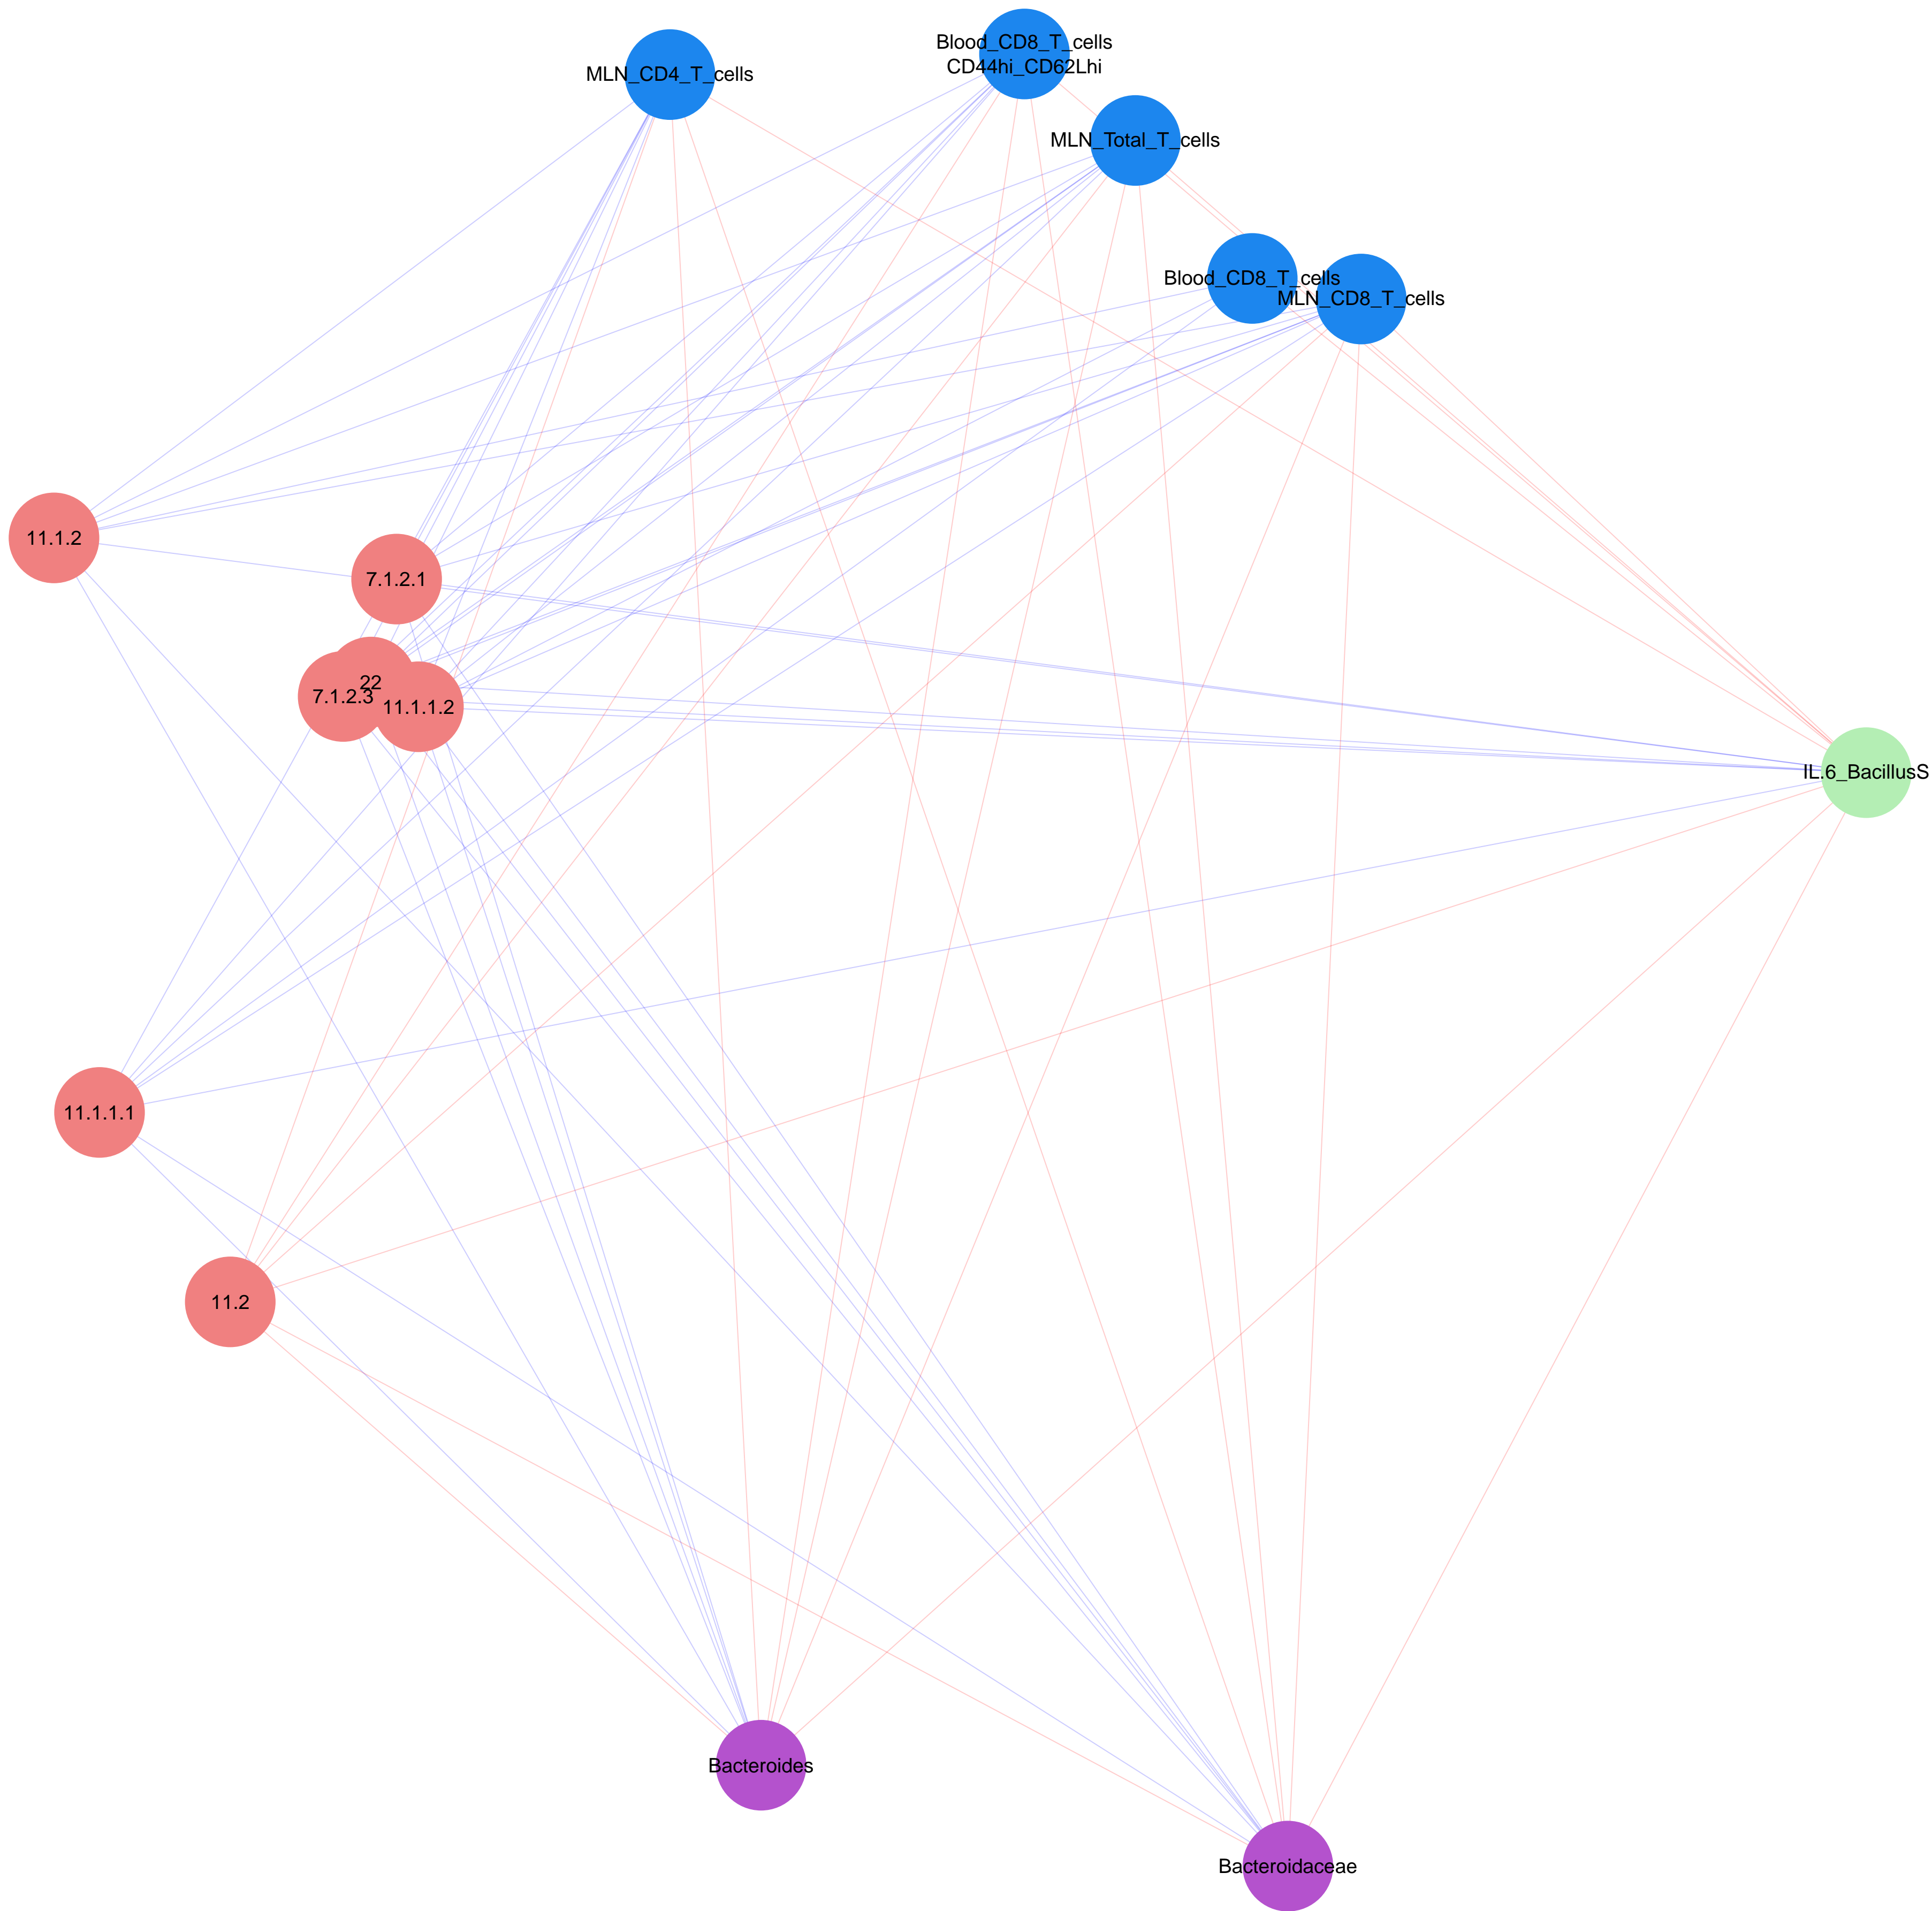 Blood_CD8_T_cells
CD44hi_CD62Lhi
MLN_CD4_T_cells
MLN_Total_T_cells
Blood_CD8_T_cells
MLN_CD8_T_cells
11.1.2
7.1.2.1
22
7.1.2.3
11.1.1.2
IL.6_BacillusS
11.1.1.1
11.2
Bacteroides
Bacteroidaceae